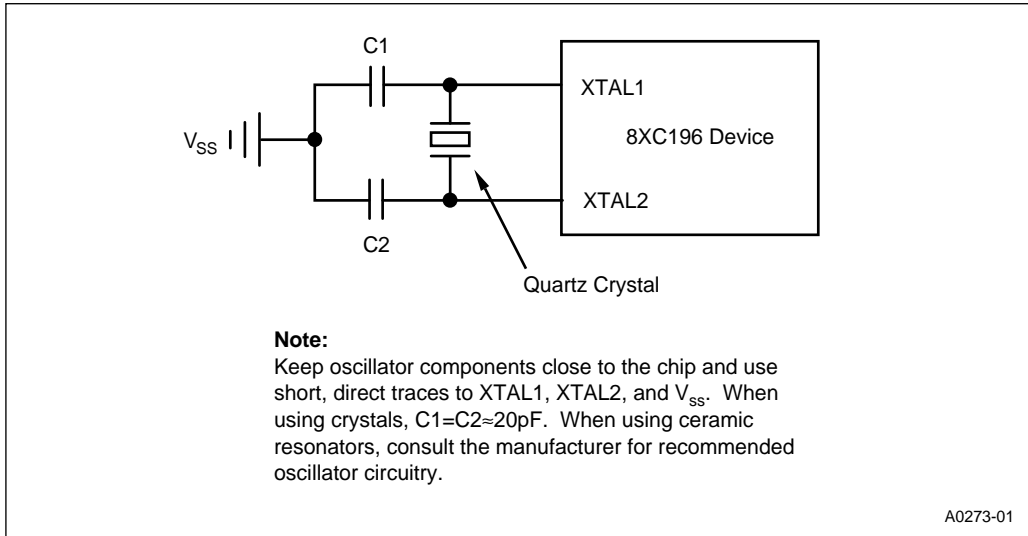 C1
XTAL1
V_SS
8XC196 Device
XTAL2
C2
Quartz Crystal
Note:
Keep oscillator components close to the chip and use
short, direct traces to XTAL1, XTAL2, and V_ss. When
using crystals, C1=C2≈20pF. When using ceramic
resonators, consult the manufacturer for recommended
oscillator circuitry.
A0273-01